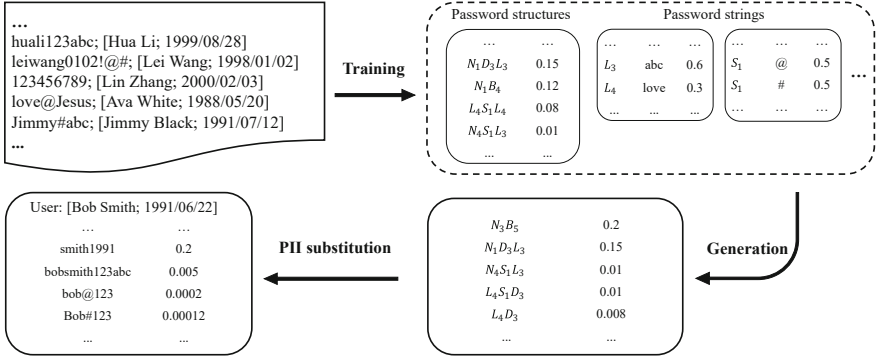 ...
huali123abc; [Hua Li; 1999/08/28]
leiwang0102!@#; [Lei Wang; 1998/01/02]
123456789; [Lin Zhang; 2000/02/03]
love@Jesus; [Ava White; 1988/05/20]
Jimmy#abc; [Jimmy Black; 1991/07/12]
...
Training
Password structures
... ...
N₁D₃L₃ 0.15
N₁B₄ 0.12
L₄S₁L₄ 0.08
N₄S₁L₃ 0.01
... ...
Password strings
... ... ...
L₃ abc 0.6
L₄ love 0.3
... ... ...
... ... ...
S₁ @ 0.5
S₁ # 0.5
... ... ...
...
Generation
N₃B₅ 0.2
N₁D₃L₃ 0.15
N₄S₁L₃ 0.01
L₄S₁D₃ 0.01
L₄D₃ 0.008
... ...
PII substitution
User: [Bob Smith; 1991/06/22]
... ...
smith1991 0.2
bobsmith123abc 0.005
bob@123 0.0002
Bob#123 0.00012
... ...